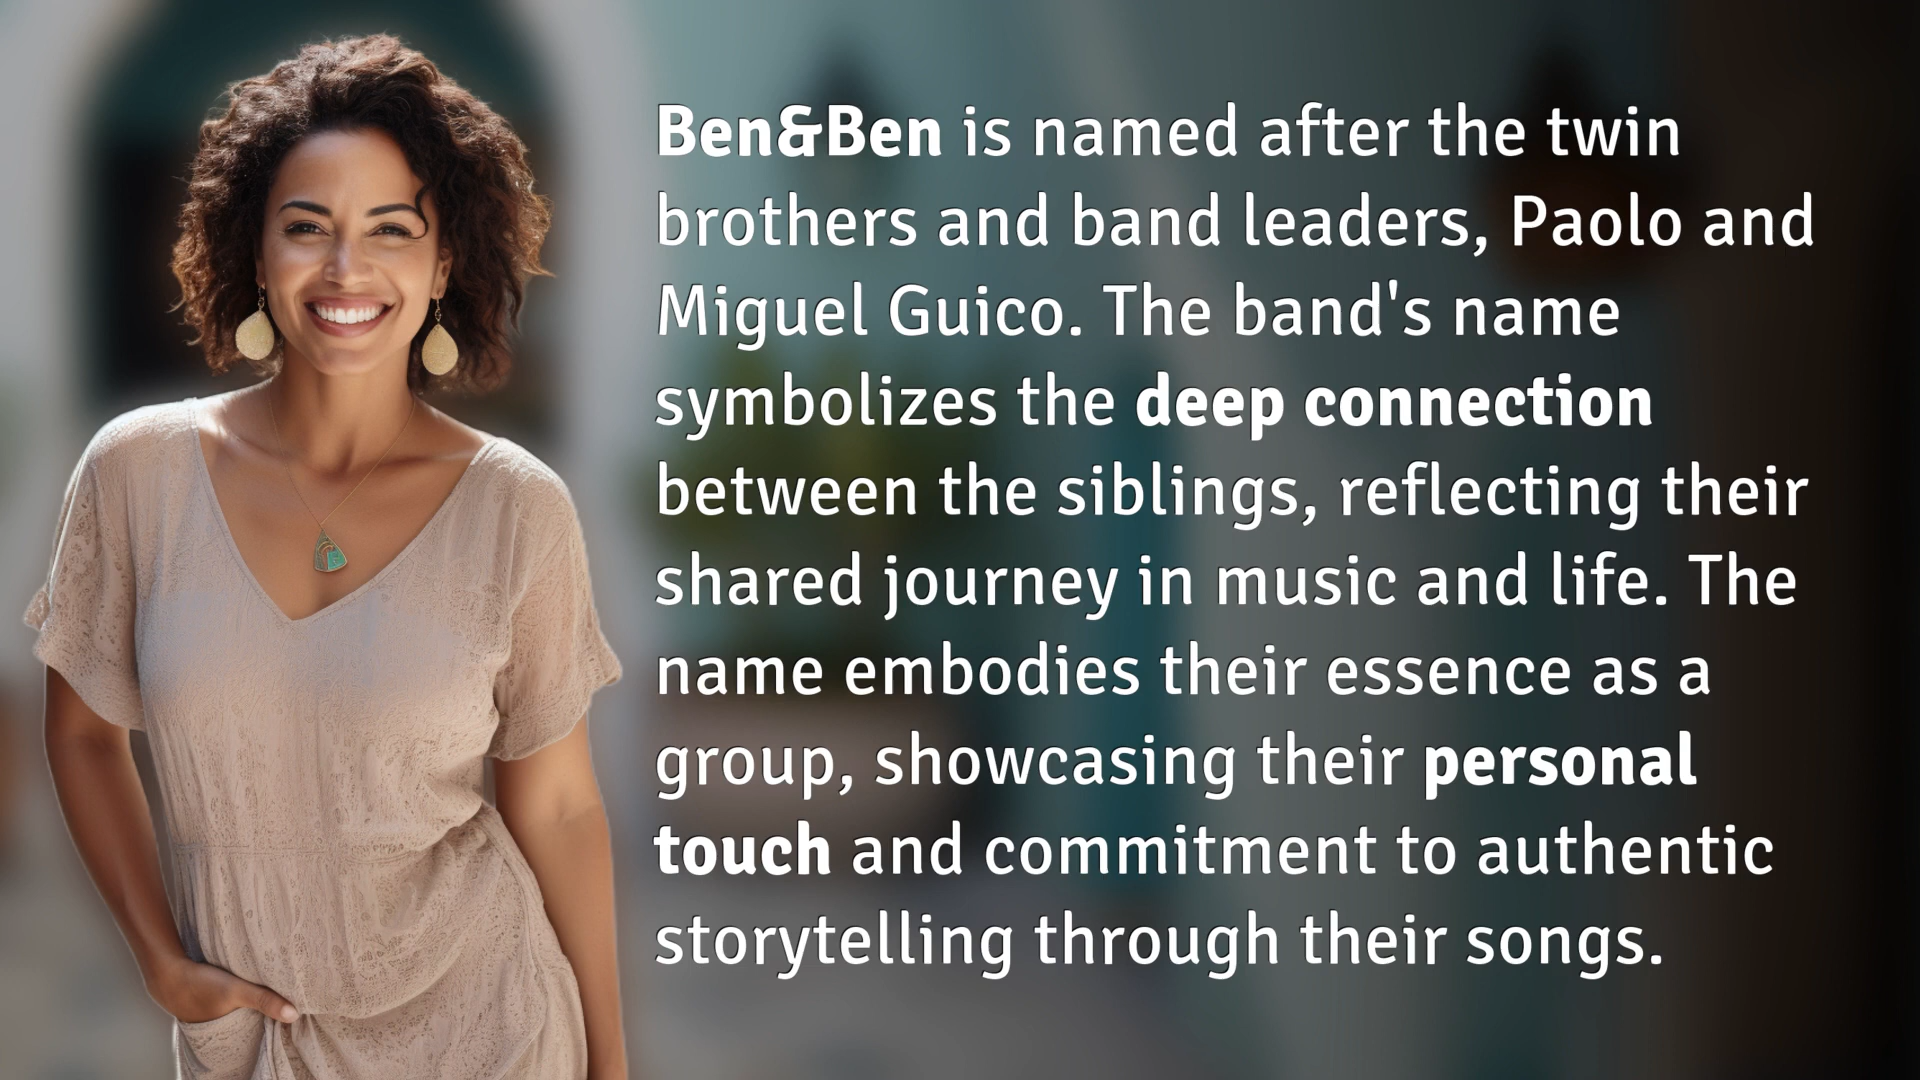 Ben&Ben is named after the twin
brothers and band leaders, Paolo and
Miguel Guico. The band's name
symbolizes the deep connection
between the siblings, reflecting their
shared journey in music and life. The
name embodies their essence as a
group, showcasing their personal
touch and commitment to authentic
storytelling through their songs.